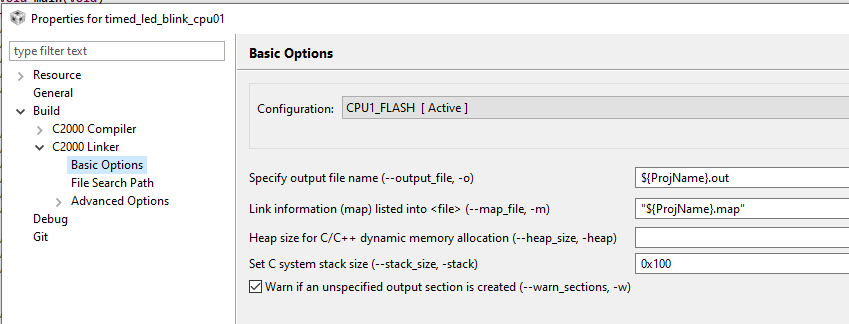 void main(void)
Properties for timed_led_blink_cpu01
type filter text
Resource
General
Build
C2000 Compiler
C2000 Linker
Basic Options
File Search Path
Advanced Options
Debug
Git
Basic Options
Configuration: CPU1_FLASH [ Active ]
Specify output file name (--output_file, -o) ${ProjName}.out
Link information (map) listed into <file> (--map_file, -m) "${ProjName}.map"
Heap size for C/C++ dynamic memory allocation (--heap_size, -heap)
Set C system stack size (--stack_size, -stack) 0x100
Warn if an unspecified output section is created (--warn_sections, -w)